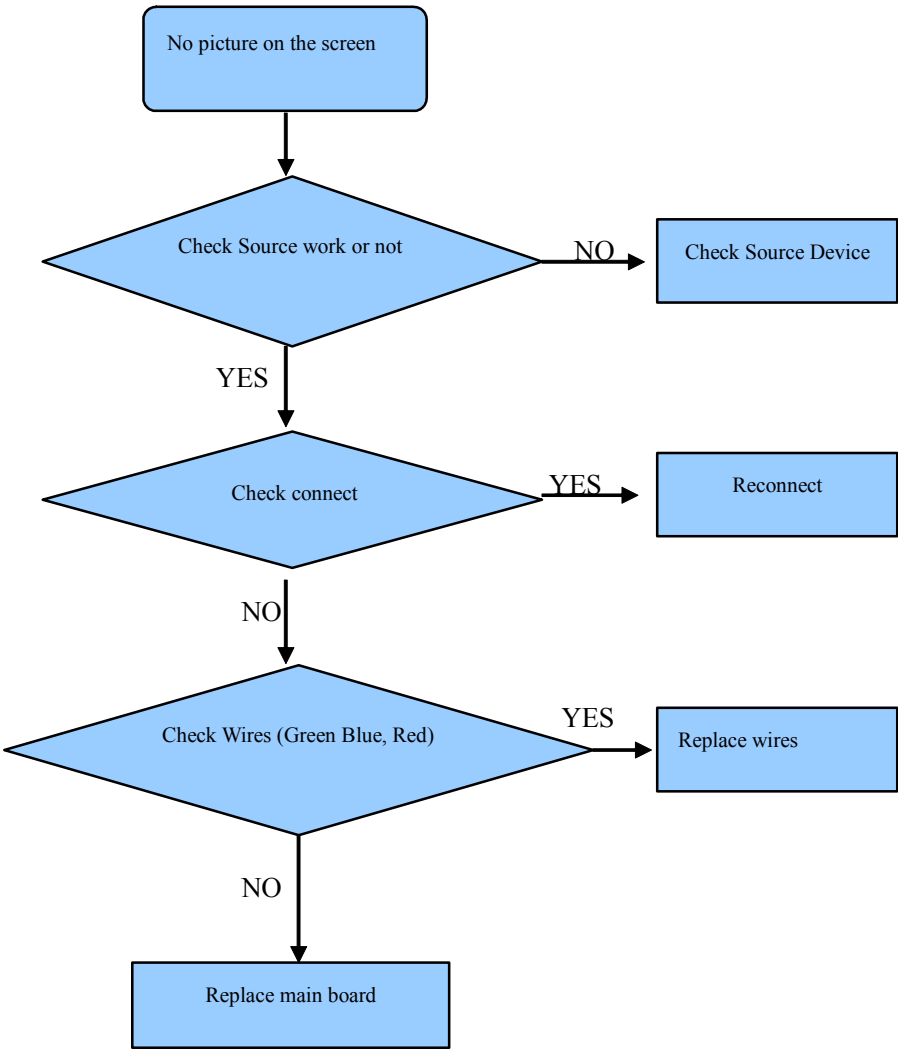 No picture on the screen
Check Source work or not
NO
Check Source Device
YES
Check connect
YES
Reconnect
NO
Check Wires (Green Blue, Red)
YES
Replace wires
NO
Replace main board